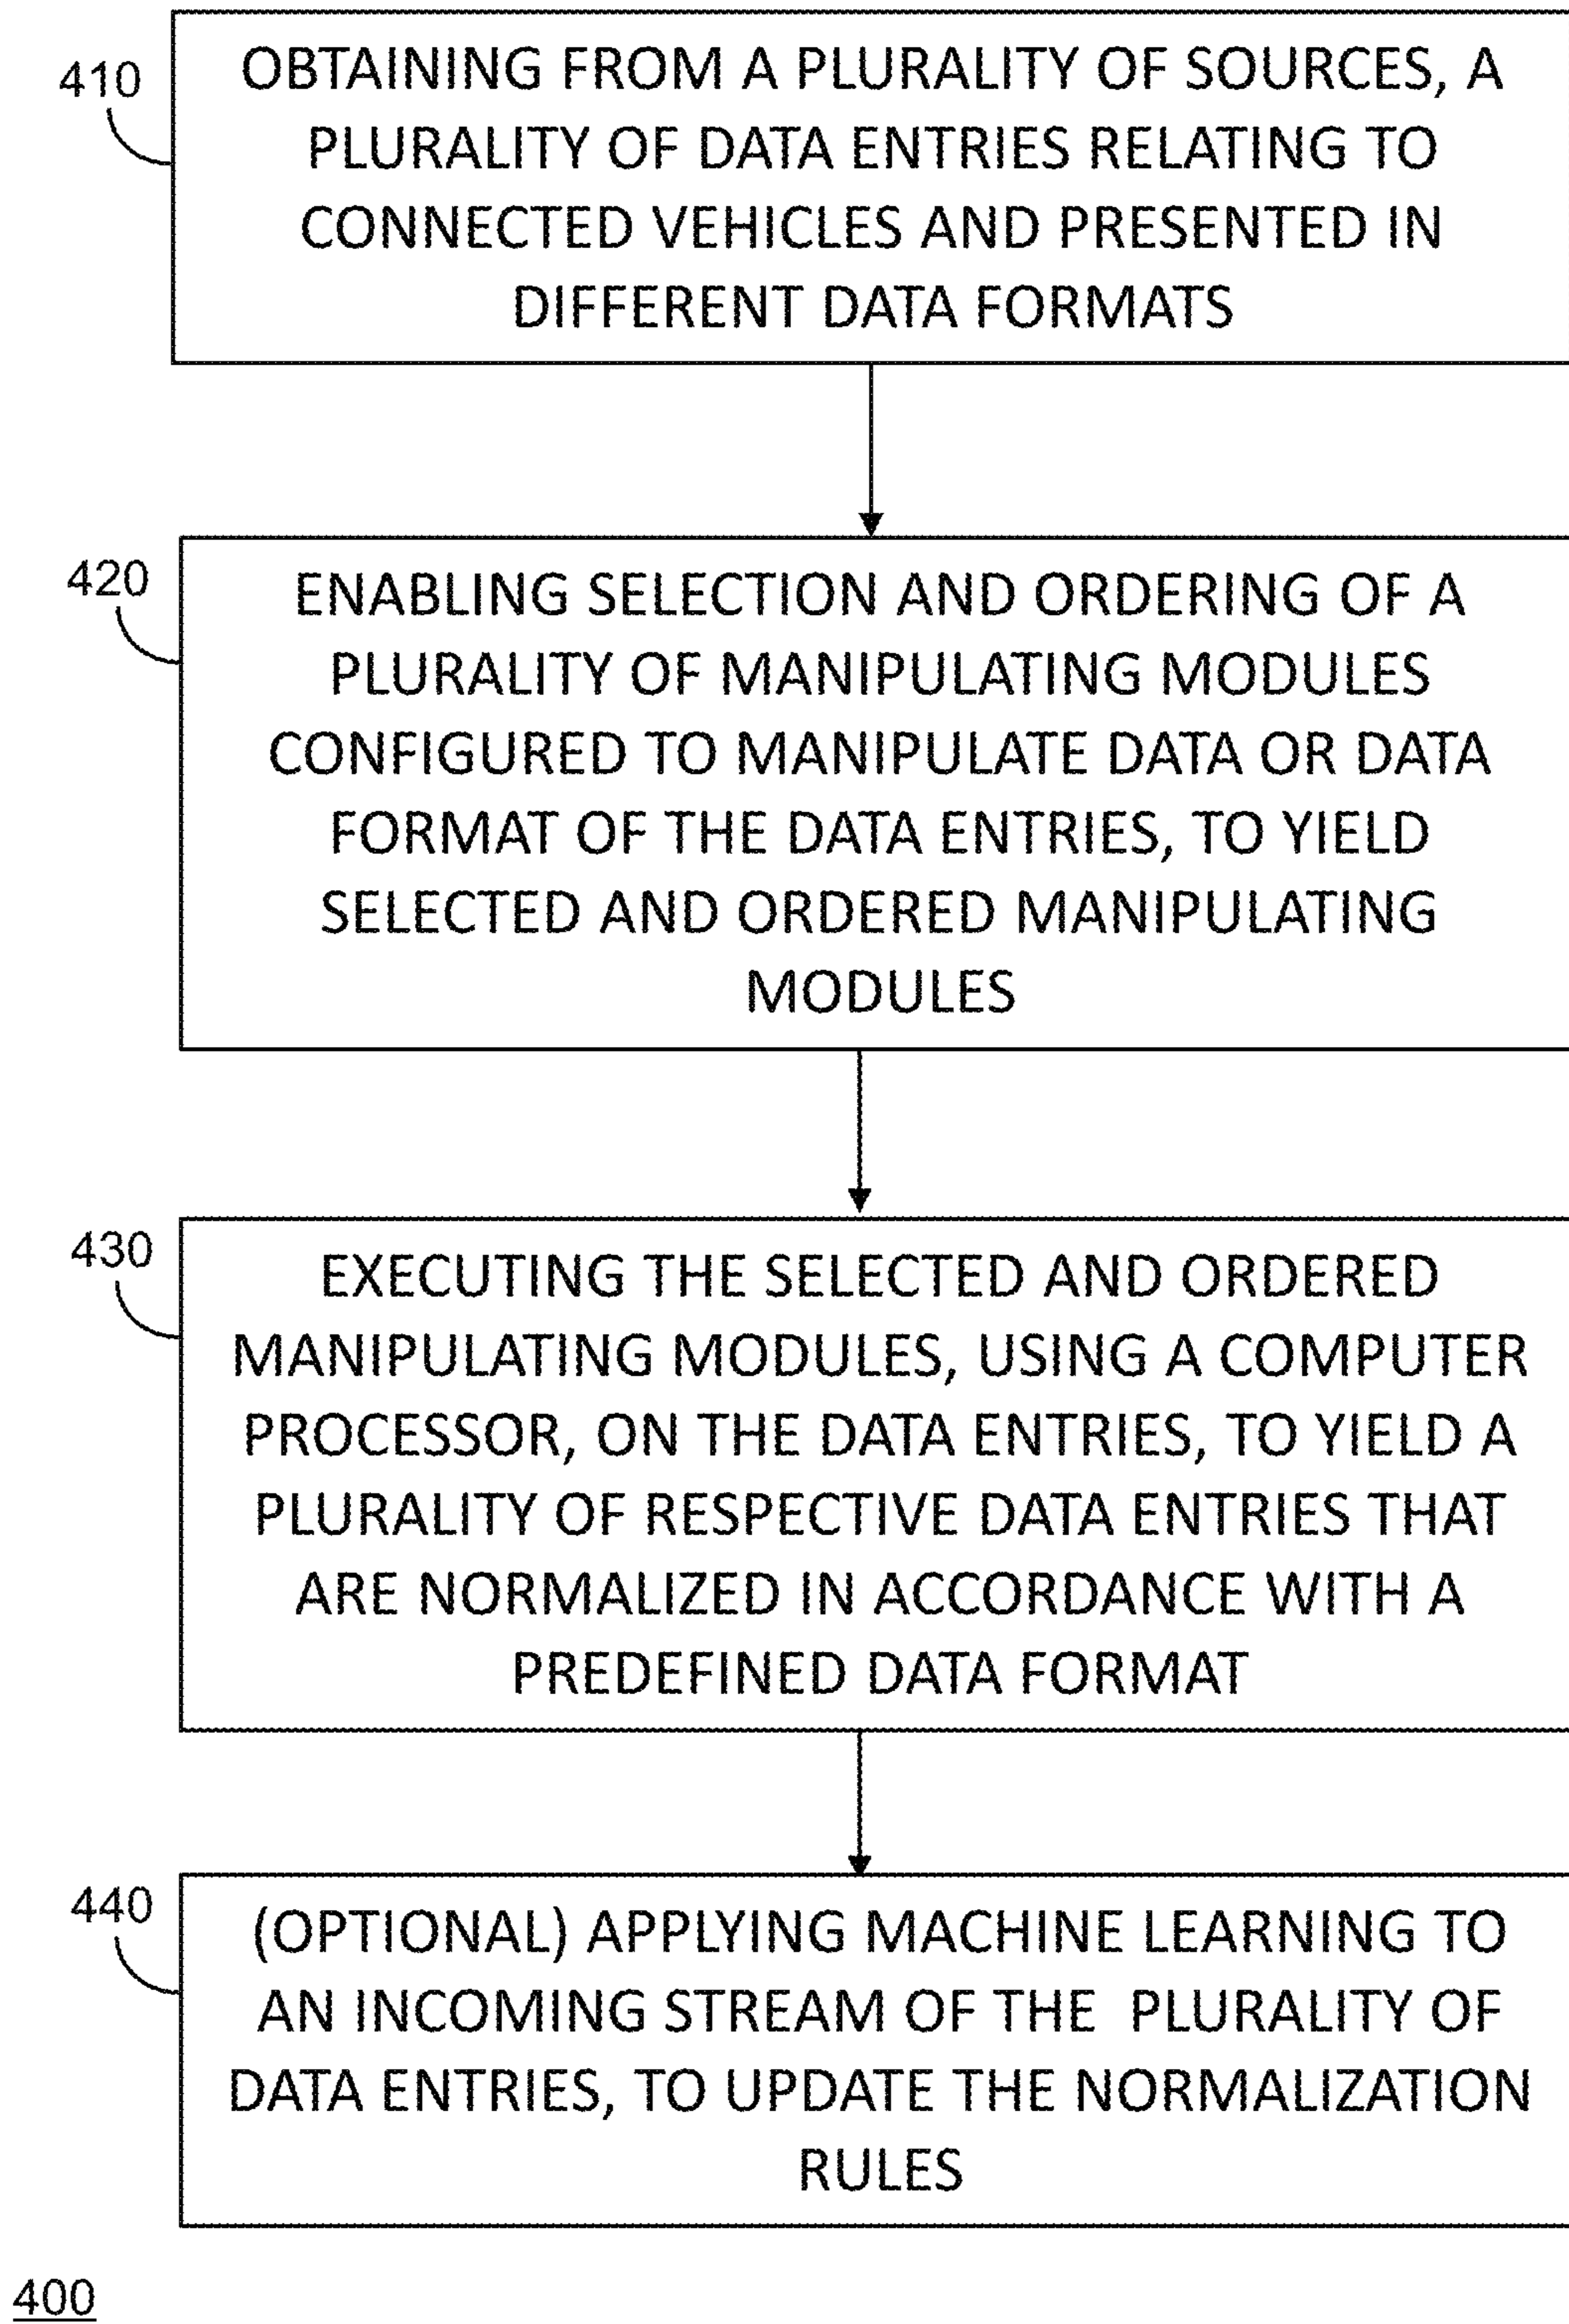 410
OBTAINING FROM A PLURALITY OF SOURCES, A
PLURALITY OF DATA ENTRIES RELATING TO
CONNECTED VEHICLES AND PRESENTED IN
DIFFERENT DATA FORMATS
420
ENABLING SELECTION AND ORDERING OF A
PLURALITY OF MANIPULATING MODULES
CONFIGURED TO MANIPULATE DATA OR DATA
FORMAT OF THE DATA ENTRIES, TO YIELD
SELECTED AND ORDERED MANIPULATING
MODULES
430
EXECUTING THE SELECTED AND ORDERED
MANIPULATING MODULES, USING A COMPUTER
PROCESSOR, ON THE DATA ENTRIES, TO YIELD A
PLURALITY OF RESPECTIVE DATA ENTRIES THAT
ARE NORMALIZED IN ACCORDANCE WITH A
PREDEFINED DATA FORMAT
440
(OPTIONAL) APPLYING MACHINE LEARNING TO
AN INCOMING STREAM OF THE PLURALITY OF
DATA ENTRIES, TO UPDATE THE NORMALIZATION
RULES
400